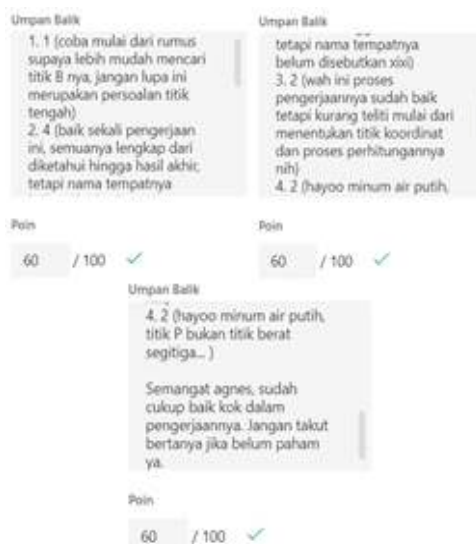 Umpan Balik
1. 1 (coba mulai dari rumus
supaya lebih mudah mencari
titik B nya, jangan lupa ini
merupakan persoalan titik
tengah)
2. 4 (baik sekali pengerjaan
ini, semuanya lengkap dari
diketahui hingga hasil akhir,
tetapi nama tempatnya
Poin
60 / 100
Umpan Balik
tetapi nama tempatnya
belum disebutkan xixi)
3. 2 (wah ini proses
pengerjaannya sudah baik
tetapi kurang teliti mulai dari
menentukan titik koordinat
dan proses perhitungannya
nih)
4. 2 (hayoo minum air putih,
Poin
60 / 100
Umpan Balik
4. 2 (hayoo minum air putih,
titik P bukan titik berat
segitiga... )
Semangat agnes, sudah
cukup baik kok dalam
pengerjaannya. Jangan takut
bertanya jika belum paham
ya.
Poin
60 / 100